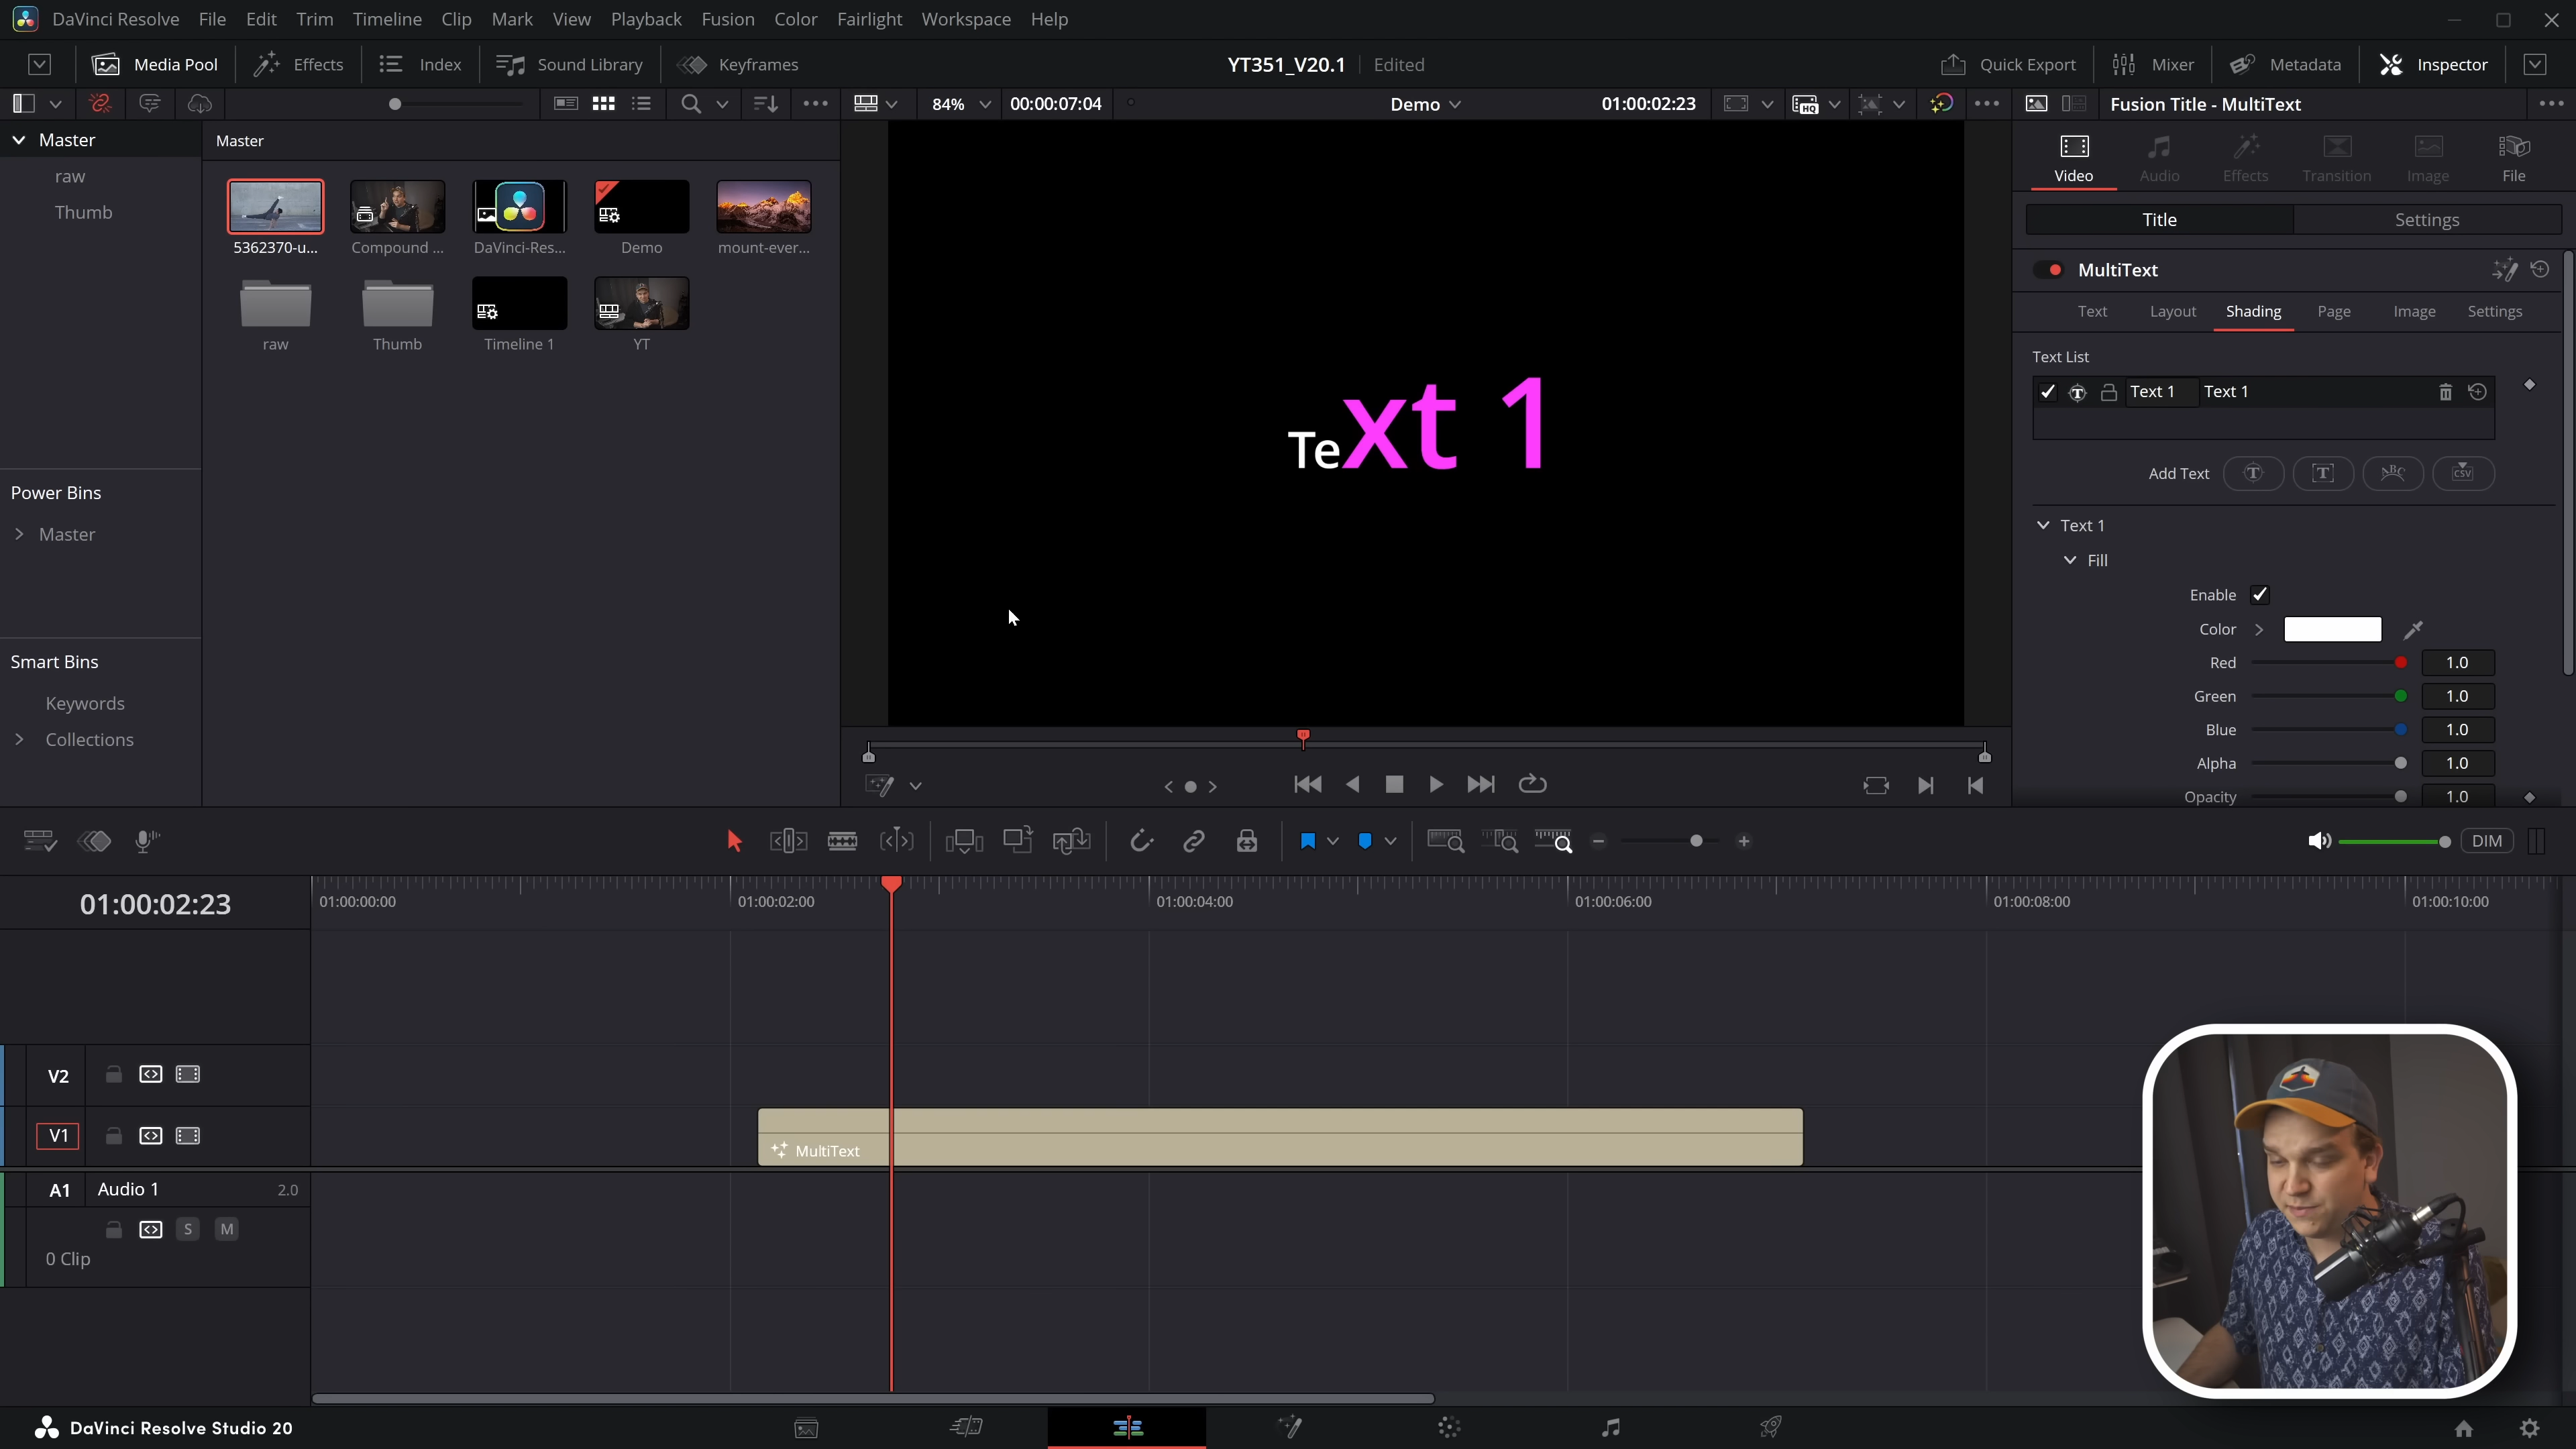 DaVinci Resolve File Edit Trim Timeline Clip Mark View Playback Fusion Color Fairlight Workspace Help
Media Pool Effects Index Sound Library Keyframes YT351_V20.1 Edited Quick Export Mixer Metadata Inspector
84% 00:00:07:04 Demo 01:00:02:23 HQ Fusion Title - MultiText
Master
raw
Thumb
Power Bins
Master
Smart Bins
Keywords
Collections
Master
5362370-u... Compound ... DaVinci-Res... Demo mount-ever...
raw Thumb Timeline 1 YT
Text 1
Video Audio Effects Transition Image File
Title Settings
MultiText
Text Layout Shading Page Image Settings
Text List
Text 1 Text 1
Add Text T T ABC CSV
Text 1
Fill
Enable
Color
Red 1.0
Green 1.0
Blue 1.0
Alpha 1.0
Opacity 1.0
DIM
01:00:02:23 01:00:00:00 01:00:02:00 01:00:04:00 01:00:06:00 01:00:08:00 01:00:10:00
V2
V1
MultiText
A1 Audio 1 2.0
S M
0 Clip
DaVinci Resolve Studio 20